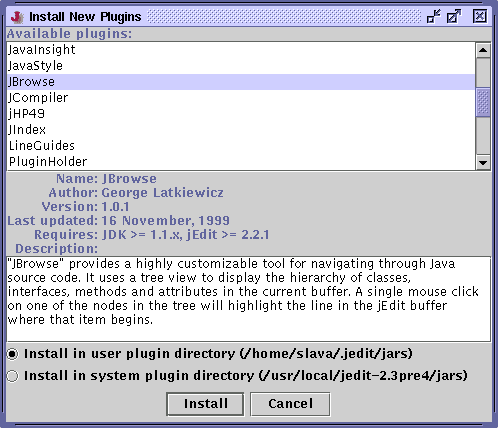 Install New Plugins
Available plugins:
JavaInsight
JavaStyle
JBrowse
JCompiler
jHP49
JIndex
LineGuides
PluginHolder
Name: JBrowse
Author: George Latkiewicz
Version: 1.0.1
Last updated: 16 November, 1999
Requires: JDK >= 1.1.x, jEdit >= 2.2.1
Description:
"JBrowse" provides a highly customizable tool for navigating through Java
source code. It uses a tree view to display the hierarchy of classes,
interfaces, methods and attributes in the current buffer. A single mouse click
on one of the nodes in the tree will highlight the line in the jEdit buffer
where that item begins.
Install in user plugin directory (/home/slava/.jedit/jars)
Install in system plugin directory (/usr/local/jedit-2.3pre4/jars)
Install
Cancel